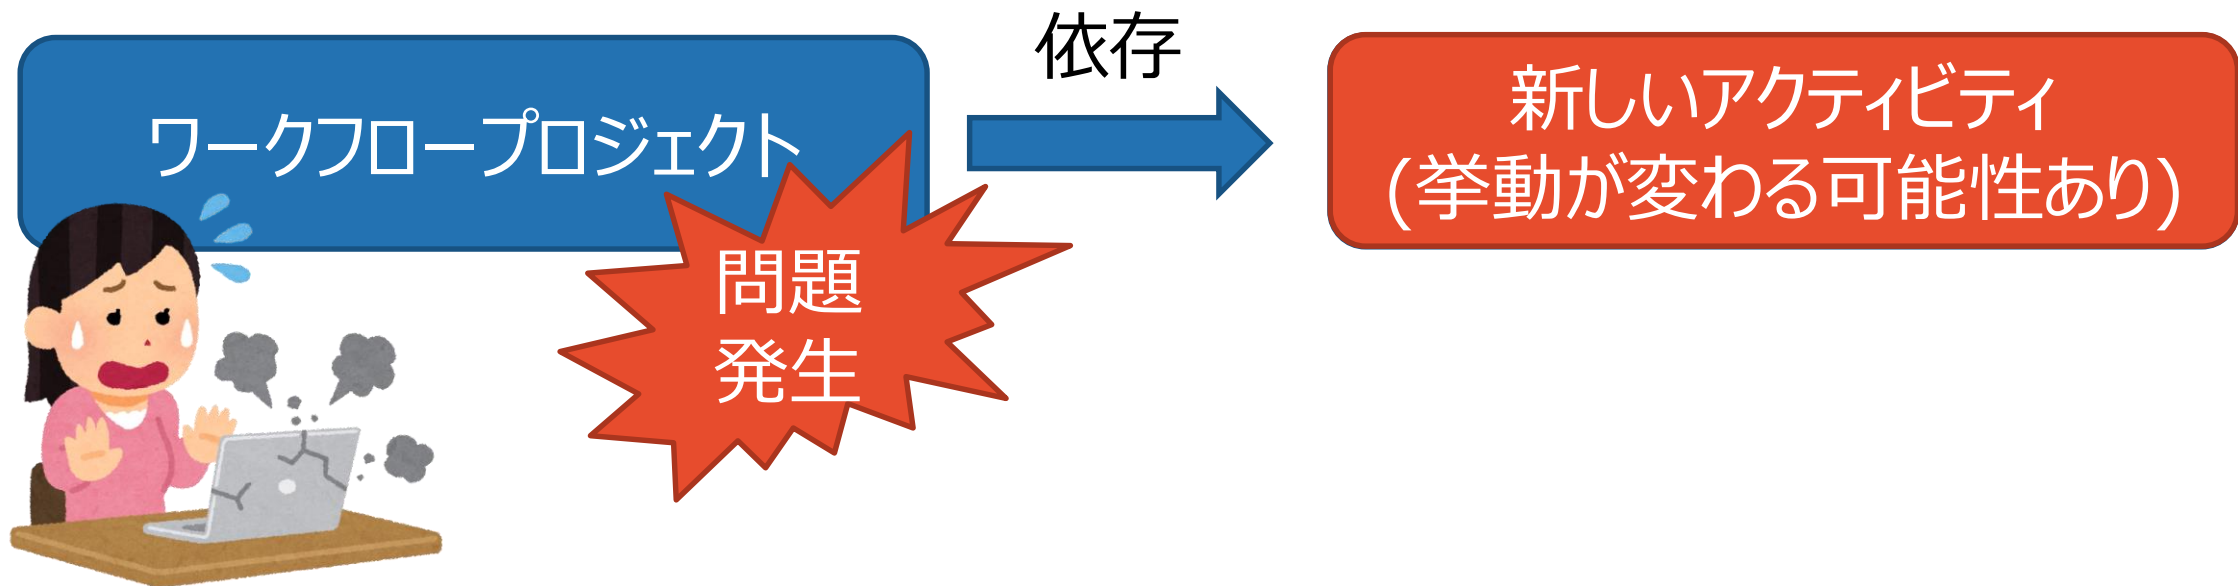 依存
ワークフロープロジェクト
新しいアクティビティ
(挙動が変わる可能性あり)
問題
発生